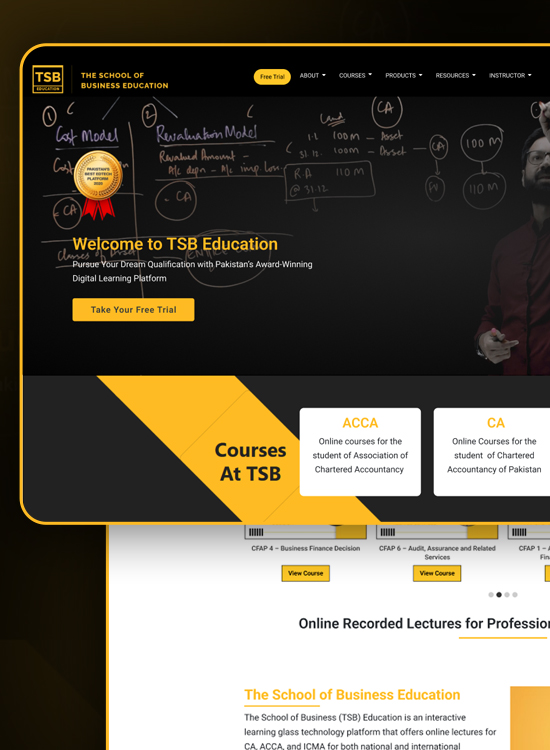 TSB
EDUCATION
THE SCHOOL OF
BUSINESS EDUCATION
Free Trial
ABOUT
COURSES
PRODUCTS
RESOURCES
INSTRUCTOR
1
Cost Model
2
Revaluation Model
Revalued Amount -
A/c depn - A/c imp. Loss
= CA
= CA
Land
1.1 100 M - Asset
31.12. 100M - Asset
CA
CA
100 M
R.A 110 M
@ 31.12
110 M
PAKISTAN'S
BEST EDTECH
PLATFORM
2020
Welcome to TSB Education
Pursue Your Dream Qualification with Pakistan's Award-Winning
Digital Learning Platform
Take Your Free Trial
Courses
At TSB
ACCA
Online courses for the
student of Association of
Chartered Accountancy
CA
Online Courses for the
student of Chartered
Accountancy of Pakistan
CFAP 4 – Business Finance Decision
View Course
CFAP 6 – Audit, Assurance and Related
Services
View Course
CFAP 1 –
Online Recorded Lectures for Profession
The School of Business Education
The School of Business (TSB) Education is an interactive
learning glass technology platform that offers online lectures for
CA, ACCA, and ICMA for both national and international